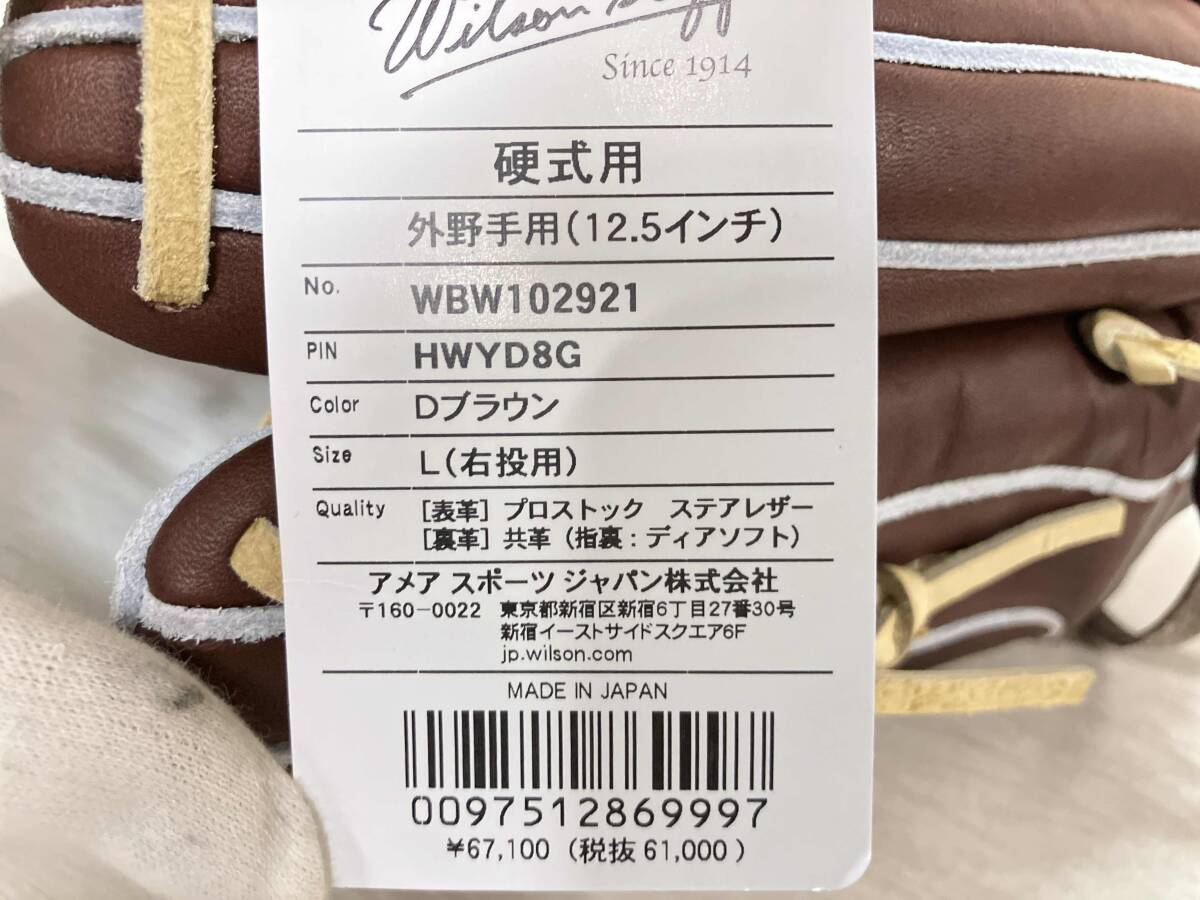 Wilson Staff
Since 1914
硬式用
外野手用(12.5インチ)
No. WBW102921
PIN HWYD8G
Color Dブラウン
Size L(右投用)
Quality [表革] プロストック ステアレザー
[裏革] 共革 (指裏:ディアソフト)
アメア スポーツ ジャパン株式会社
〒160-0022 東京都新宿区新宿6丁目27番30号
新宿イーストサイドスクエア6F
jp.wilson.com
MADE IN JAPAN
0097512869997
¥67,100 (税抜 61,000)